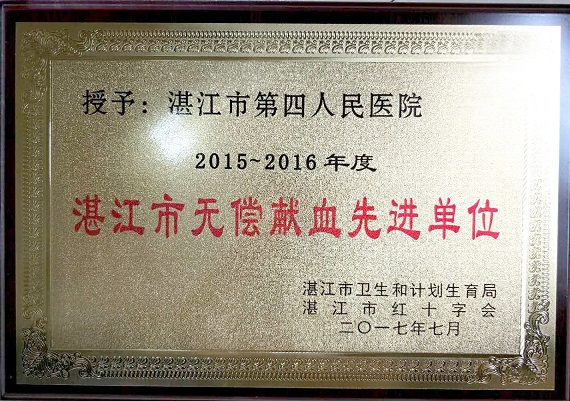 授予：湛江市第四人民医院
2015~2016年度
湛江市无偿献血先进单位
湛江市卫生和计划生育局
湛江市红十字会
二〇一七年七月